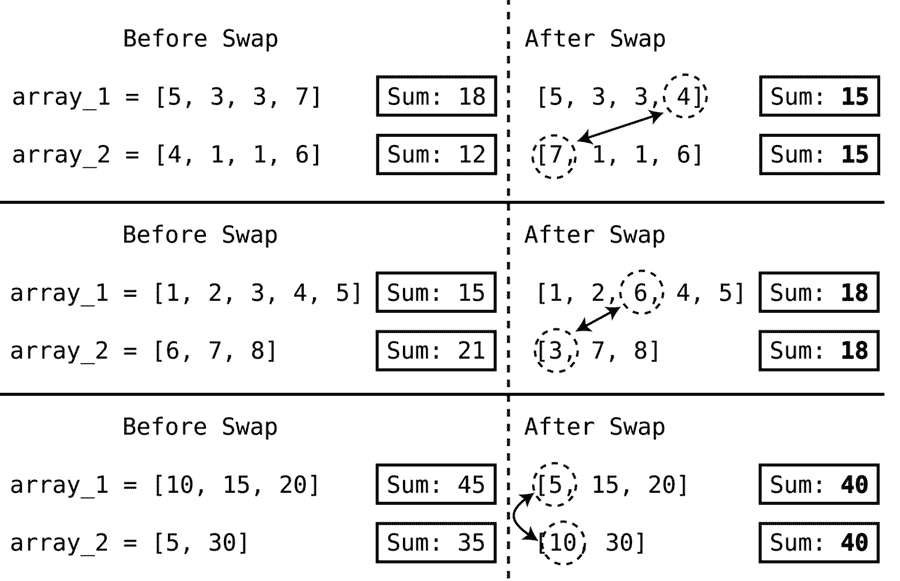 Before Swap After Swap
array_1 = [5, 3, 3, 7] Sum: 18 [5, 3, 3, 4] Sum: 15
array_2 = [4, 1, 1, 6] Sum: 12 [7, 1, 1, 6] Sum: 15
Before Swap After Swap
array_1 = [1, 2, 3, 4, 5] Sum: 15 [1, 2, 6, 4, 5] Sum: 18
array_2 = [6, 7, 8] Sum: 21 [3, 7, 8] Sum: 18
Before Swap After Swap
array_1 = [10, 15, 20] Sum: 45 [5, 15, 20] Sum: 40
array_2 = [5, 30] Sum: 35 [10, 30] Sum: 40